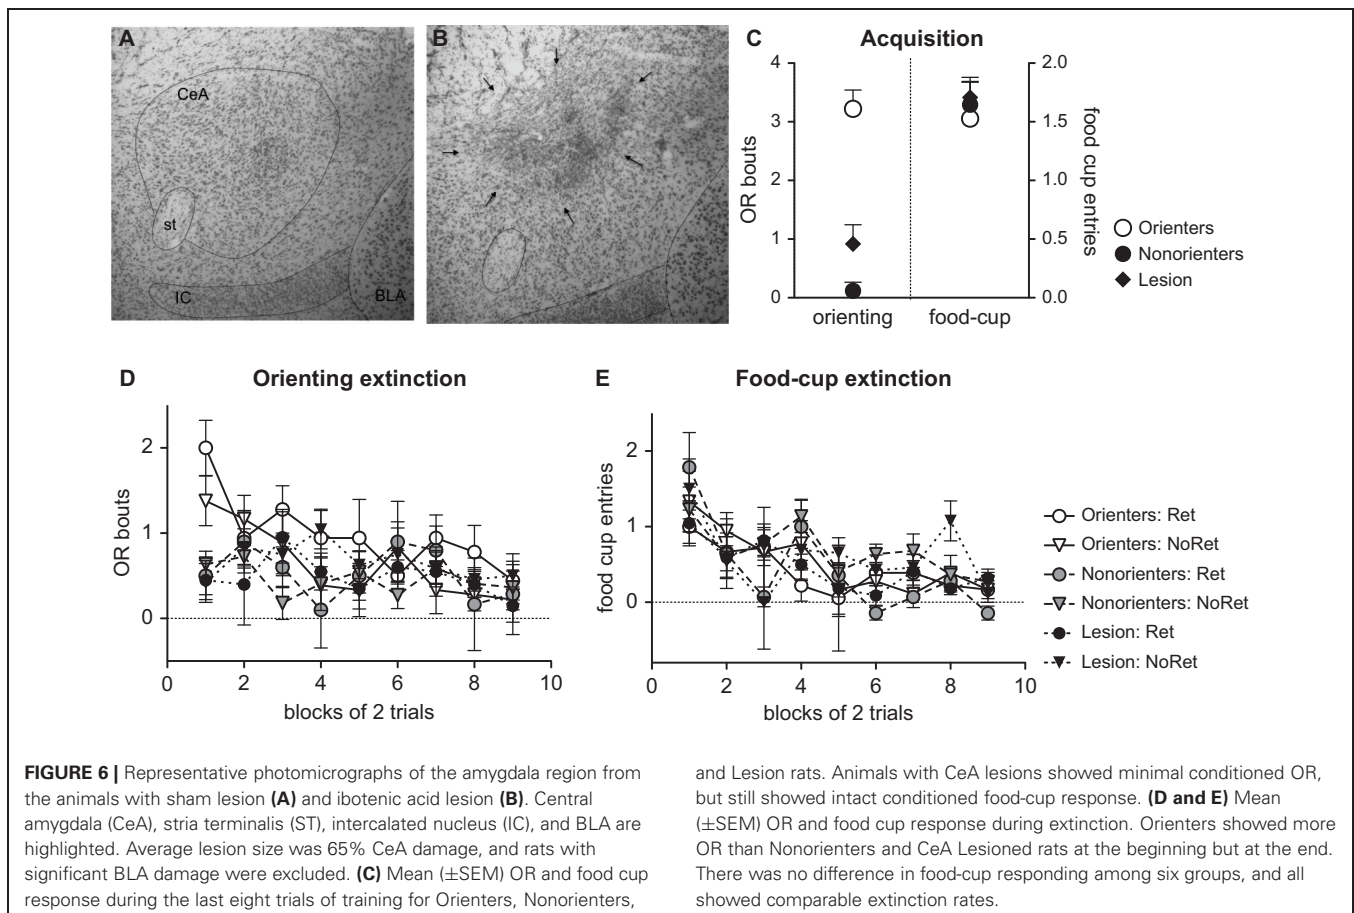 A
CeA
st
IC
BLA
B
C
Acquisition
4
3
2
1
0
OR bouts
2.0
1.5
1.0
0.5
0.0
food cup entries
orienting food-cup
Orienters
Nonorienters
Lesion
D
Orienting extinction
2
1
0
OR bouts
0 2 4 6 8 10
blocks of 2 trials
E
Food-cup extinction
2
1
0
food cup entries
0 2 4 6 8 10
blocks of 2 trials
Orienters: Ret
Orienters: NoRet
Nonorienters: Ret
Nonorienters: NoRet
Lesion: Ret
Lesion: NoRet
FIGURE 6 | Representative photomicrographs of the amygdala region from
the animals with sham lesion (A) and ibotenic acid lesion (B). Central
amygdala (CeA), stria terminalis (ST), intercalated nucleus (IC), and BLA are
highlighted. Average lesion size was 65% CeA damage, and rats with
significant BLA damage were excluded. (C) Mean (±SEM) OR and food cup
response during the last eight trials of training for Orienters, Nonorienters,
and Lesion rats. Animals with CeA lesions showed minimal conditioned OR,
but still showed intact conditioned food-cup response. (D and E) Mean
(±SEM) OR and food cup response during extinction. Orienters showed more
OR than Nonorienters and CeA Lesioned rats at the beginning but at the end.
There was no difference in food-cup responding among six groups, and all
showed comparable extinction rates.